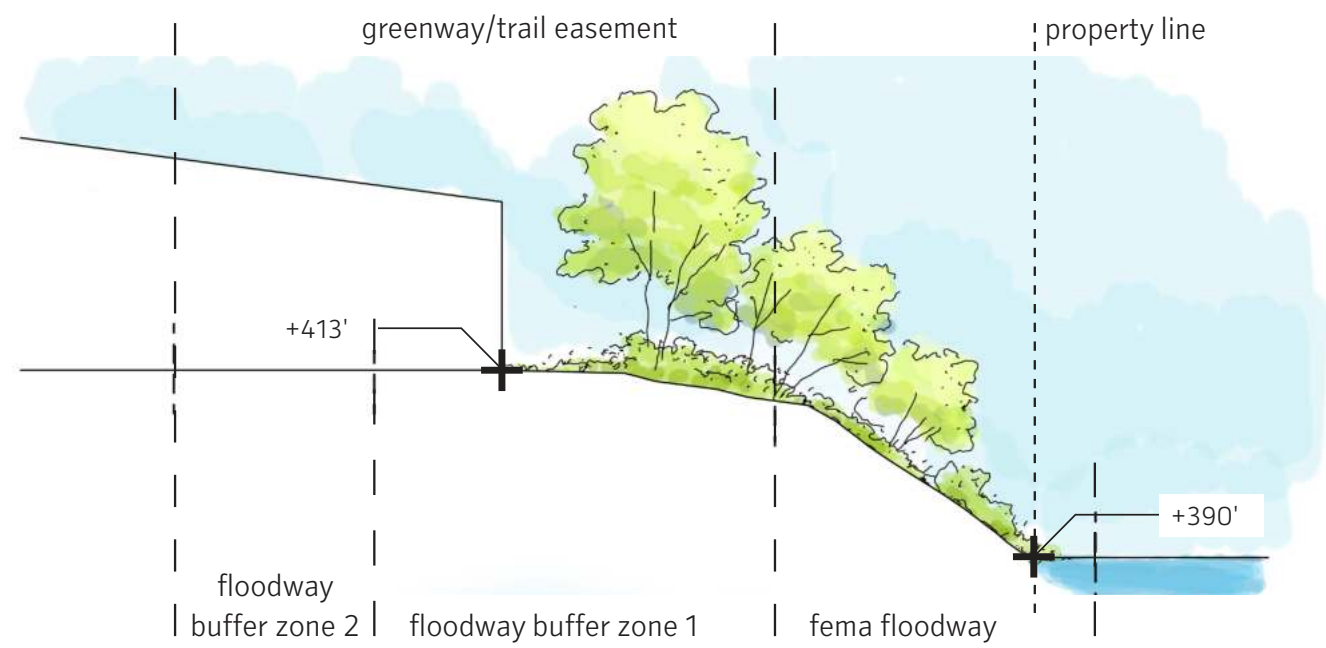 greenway/trail easement
property line
+413'
+390'
floodway
buffer zone 2
floodway buffer zone 1
fema floodway